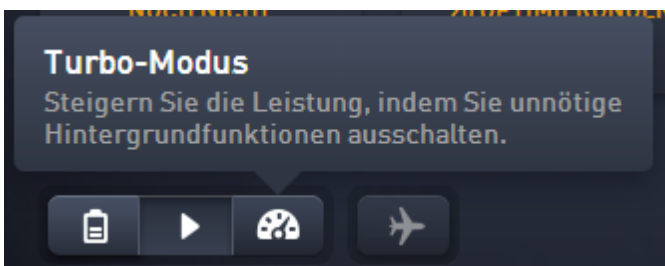 Turbo-Modus
Steigern Sie die Leistung, indem Sie unnötige
Hintergrundfunktionen ausschalten.